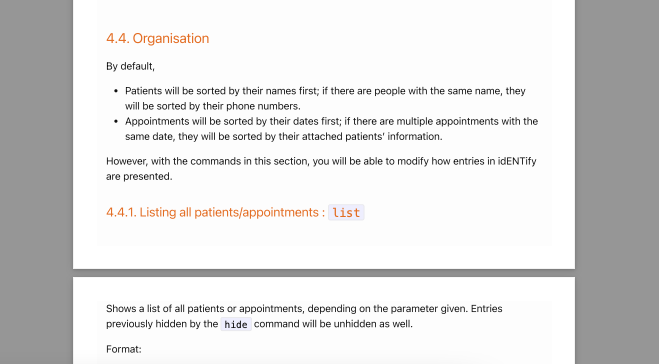 4.4. Organisation
By default,
• Patients will be sorted by their names first; if there are people with the same name, they
will be sorted by their phone numbers.
• Appointments will be sorted by their dates first; if there are multiple appointments with the
same date, they will be sorted by their attached patients' information.
However, with the commands in this section, you will be able to modify how entries in idENTify
are presented.
4.4.1. Listing all patients/appointments : list
Shows a list of all patients or appointments, depending on the parameter given. Entries
previously hidden by the hide command will be unhidden as well.
Format: